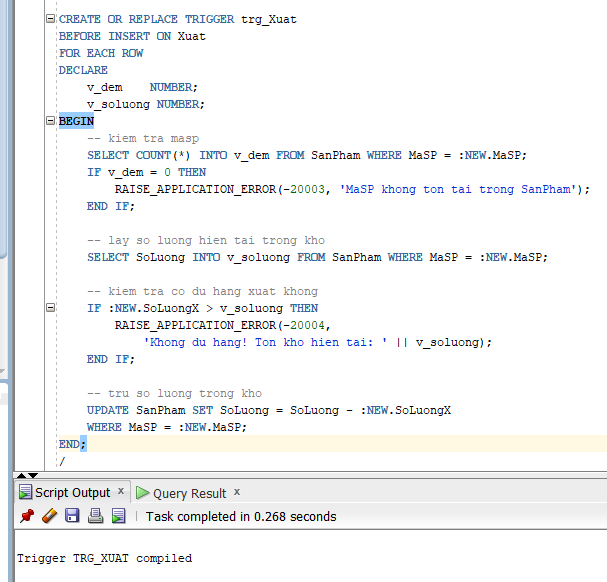 CREATE OR REPLACE TRIGGER trg_Xuat
BEFORE INSERT ON Xuat
FOR EACH ROW
DECLARE
    v_dem    NUMBER;
    v_soluong NUMBER;
BEGIN
    -- kiem tra masp
    SELECT COUNT(*) INTO v_dem FROM SanPham WHERE MaSP = :NEW.MaSP;
    IF v_dem = 0 THEN
        RAISE_APPLICATION_ERROR(-20003, 'MaSP khong ton tai trong SanPham');
    END IF;
    -- lay so luong hien tai trong kho
    SELECT SoLuong INTO v_soluong FROM SanPham WHERE MaSP = :NEW.MaSP;
    -- kiem tra co du hang xuat khong
    IF :NEW.SoLuongX > v_soluong THEN
        RAISE_APPLICATION_ERROR(-20004,
            'Khong du hang! Ton kho hien tai: ' || v_soluong);
    END IF;
    -- tru so luong trong kho
    UPDATE SanPham SET SoLuong = SoLuong - :NEW.SoLuongX
    WHERE MaSP = :NEW.MaSP;
END;
/
Script Output x Query Result x
Task completed in 0.268 seconds
Trigger TRG_XUAT compiled